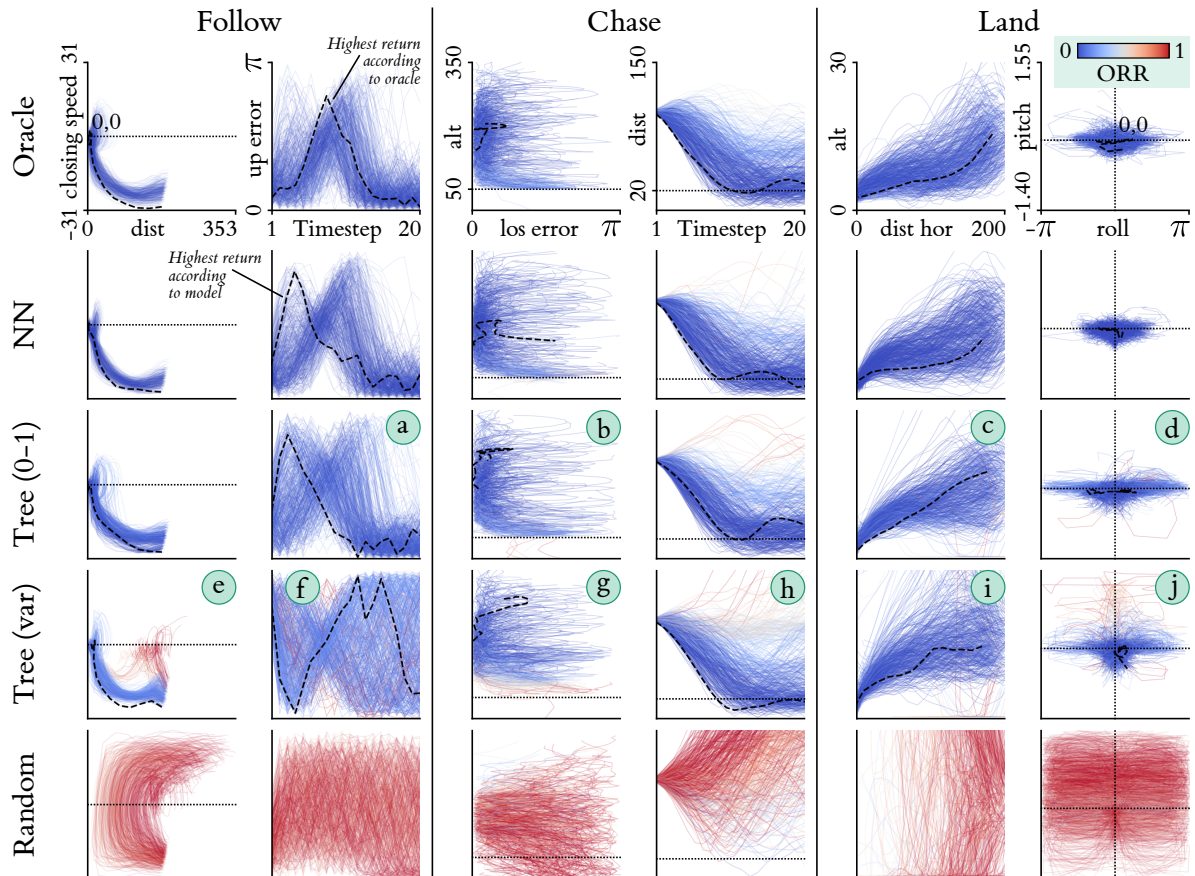 Follow
Chase
Land
Oracle
31
closing speed
-31
0,0
0
dist
353
π
up error
0
Highest return
according
to oracle
1
Timestep
20
350
alt
50
0
los error
π
150
dist
20
1
Timestep
20
30
alt
0
0
dist hor
200
0
1
ORR
1.55
pitch
-1.40
0,0
-π
roll
π
NN
Highest return
according
to model
Tree (0-1)
a
b
c
d
Tree (var)
e
f
g
h
i
j
Random